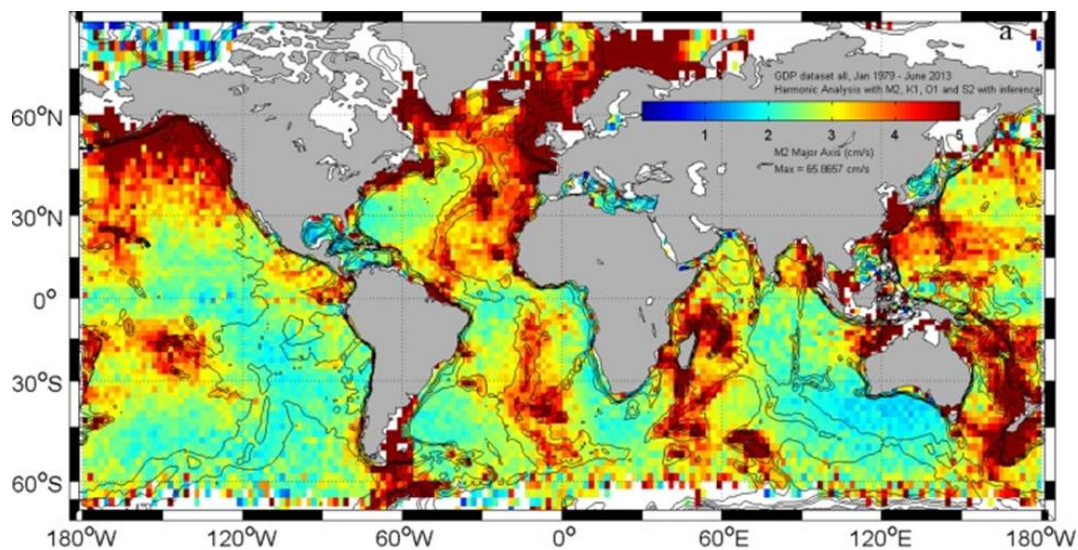 a
GDP dataset all, Jan 1979 - June 2013
Harmonic Analysis with M2, K1, O1 and S2 with inference
1 2 3 4 5
M2 Major Axis (cm/s)
Max = 65.8657 cm/s
60°N
30°N
0°
30°S
60°S
180°W 120°W 60°W 0° 60°E 120°E 180°W